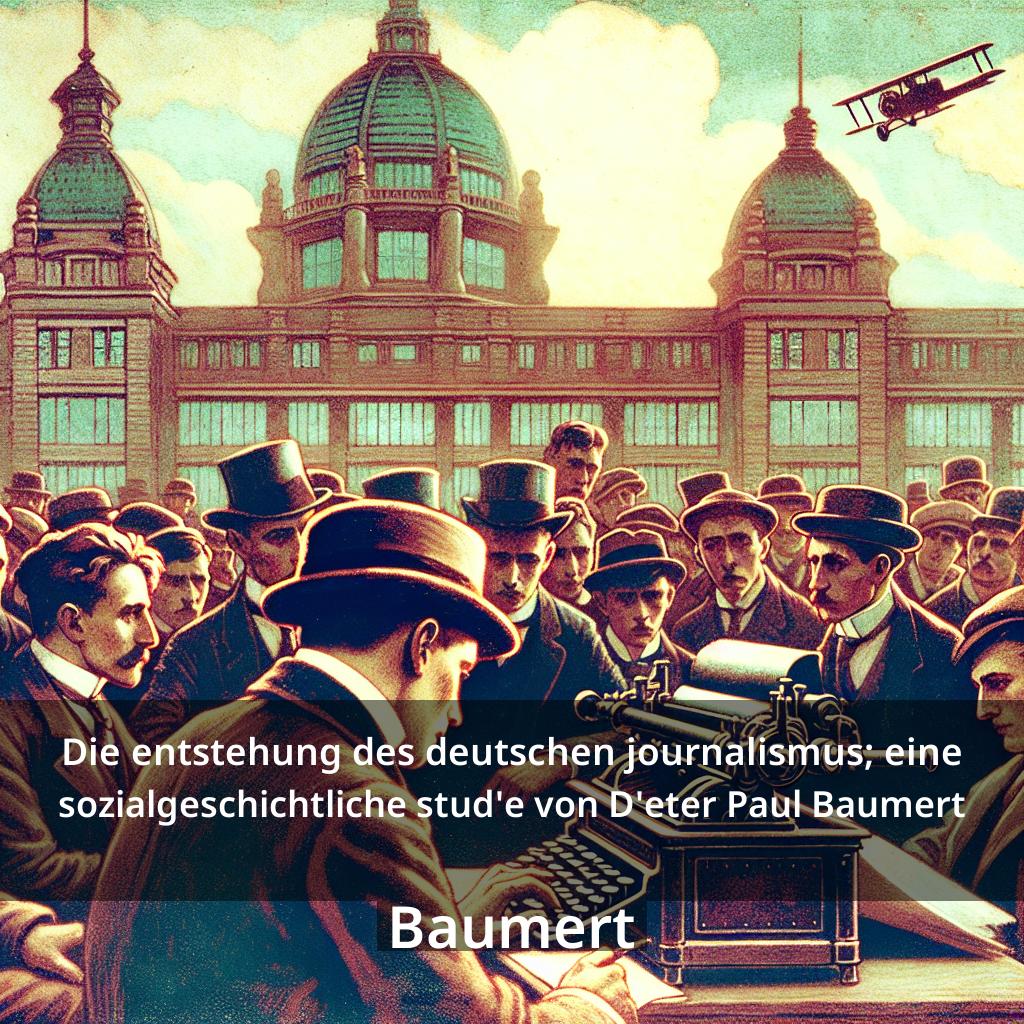 Die entstehung des deutschen journalismus; eine
sozialgeschichtliche stud'e von D'eter Paul Baumert
Baumert